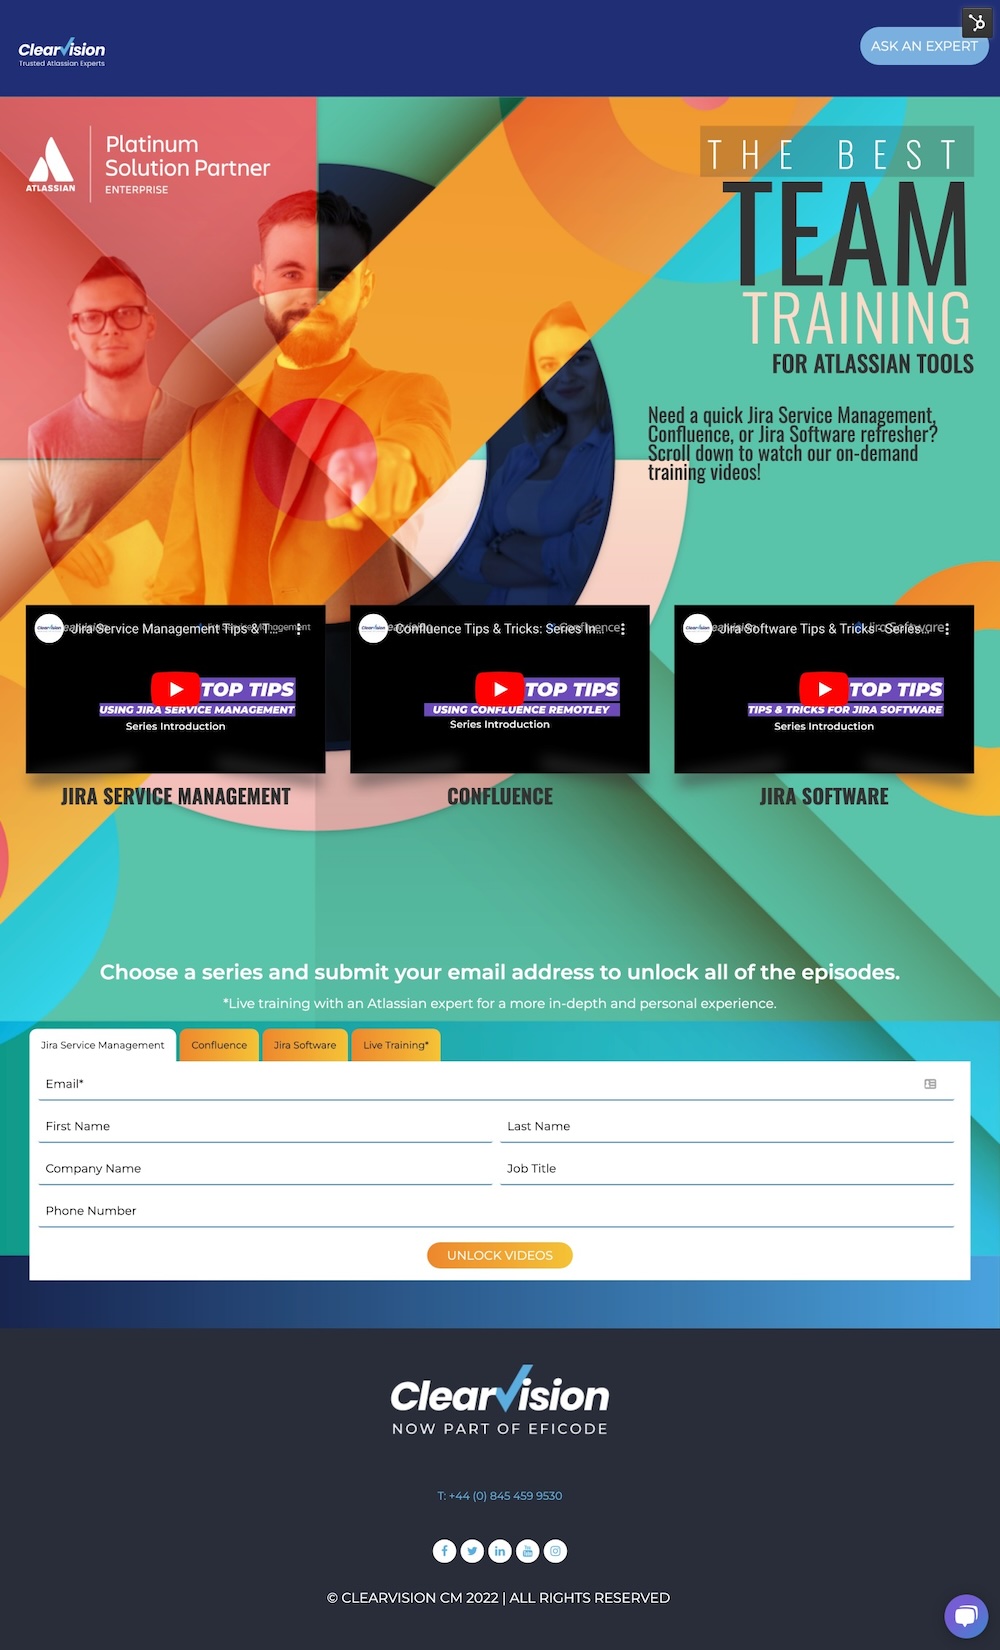 ClearVision
Trusted Atlassian Experts
ASK AN EXPERT
ATLASSIAN
Platinum
Solution Partner
ENTERPRISE
THE BEST
TEAM
TRAINING
FOR ATLASSIAN TOOLS
Need a quick Jira Service Management,
Confluence, or Jira Software refresher?
Scroll down to watch our on-demand
training videos!
Jira Service Management Tips & T...
TOP TIPS
USING JIRA SERVICE MANAGEMENT
Series Introduction
JIRA SERVICE MANAGEMENT
Confluence Tips & Tricks: Series In...
Confluence
TOP TIPS
USING CONFLUENCE REMOTLEY
Series Introduction
CONFLUENCE
Jira Software Tips & Tricks - Series...
Jira Software
TOP TIPS
TIPS & TRICKS FOR JIRA SOFTWARE
Series Introduction
JIRA SOFTWARE
Choose a series and submit your email address to unlock all of the episodes.
*Live training with an Atlassian expert for a more in-depth and personal experience.
Jira Service Management
Confluence
Jira Software
Live Training*
Email*
First Name
Last Name
Company Name
Job Title
Phone Number
UNLOCK VIDEOS
ClearVision
NOW PART OF EFICODE
T: +44 (0) 845 459 9530
© CLEARVISION CM 2022 | ALL RIGHTS RESERVED